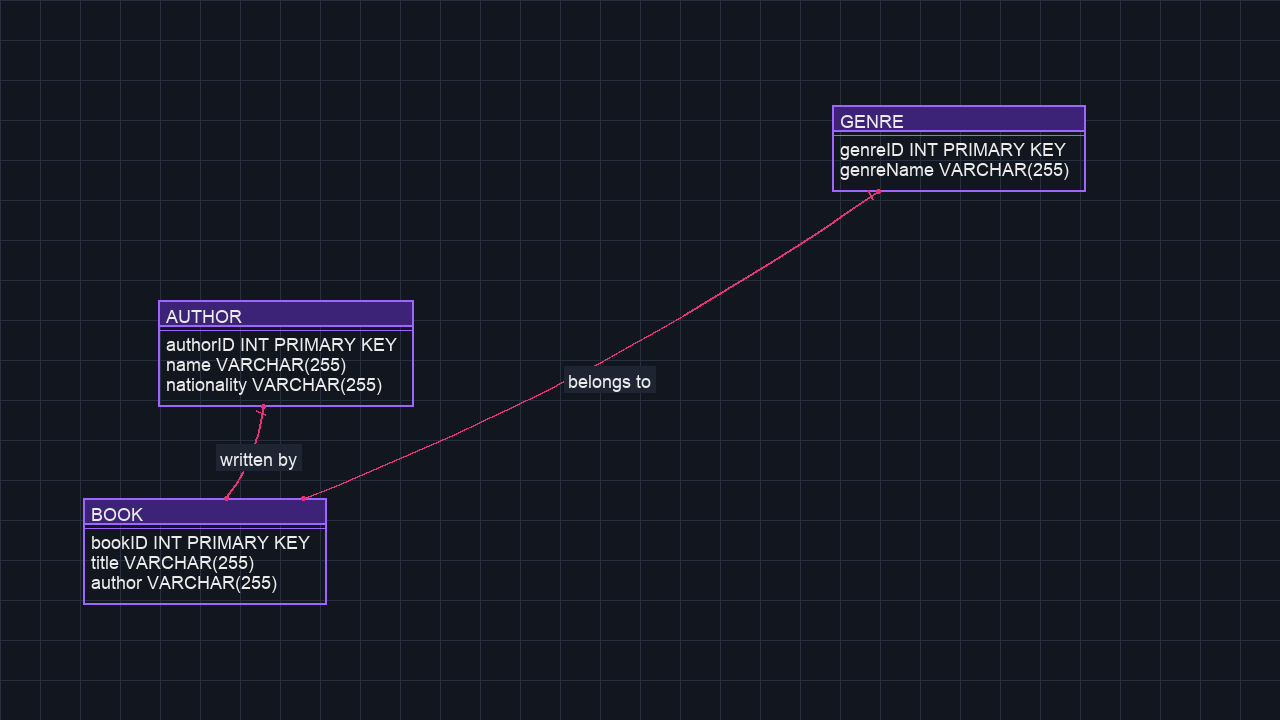 GENRE
genreID INT PRIMARY KEY
genreName VARCHAR(255)
AUTHOR
authorID INT PRIMARY KEY
name VARCHAR(255)
nationality VARCHAR(255)
belongs to
written by
BOOK
bookID INT PRIMARY KEY
title VARCHAR(255)
author VARCHAR(255)